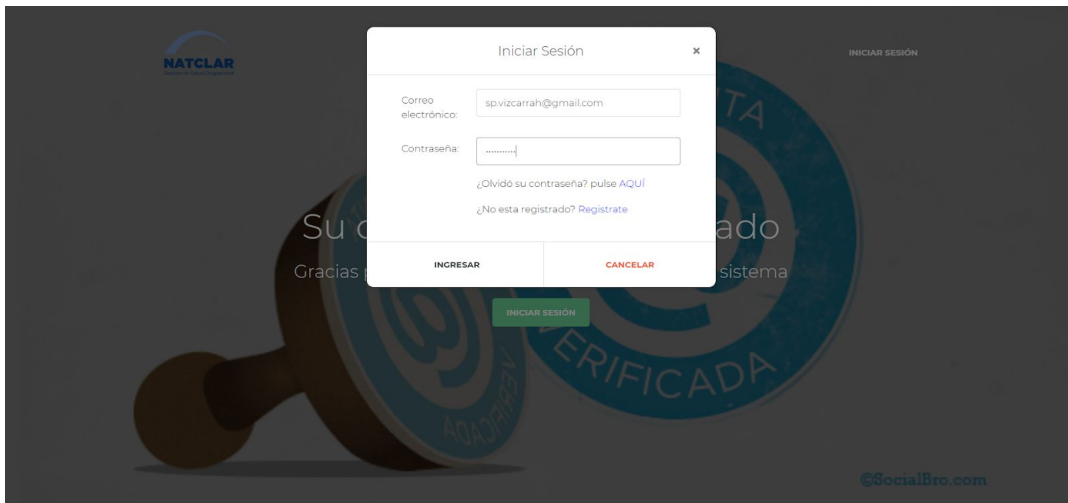 NATCLAR
Iniciar Sesión
×
INICIAR SESIÓN
Correo
electrónico:
sp.vizcarrah@gmail.com
Contraseña:
¿Olvidó su contraseña? pulse AQUÍ
¿No esta registrado? Registrate
Su
ado
Gracias
sistema
INGRESAR
CANCELAR
INICIAR SESIÓN
VERIFICADA
VERIFICADA
©SocialBro.com